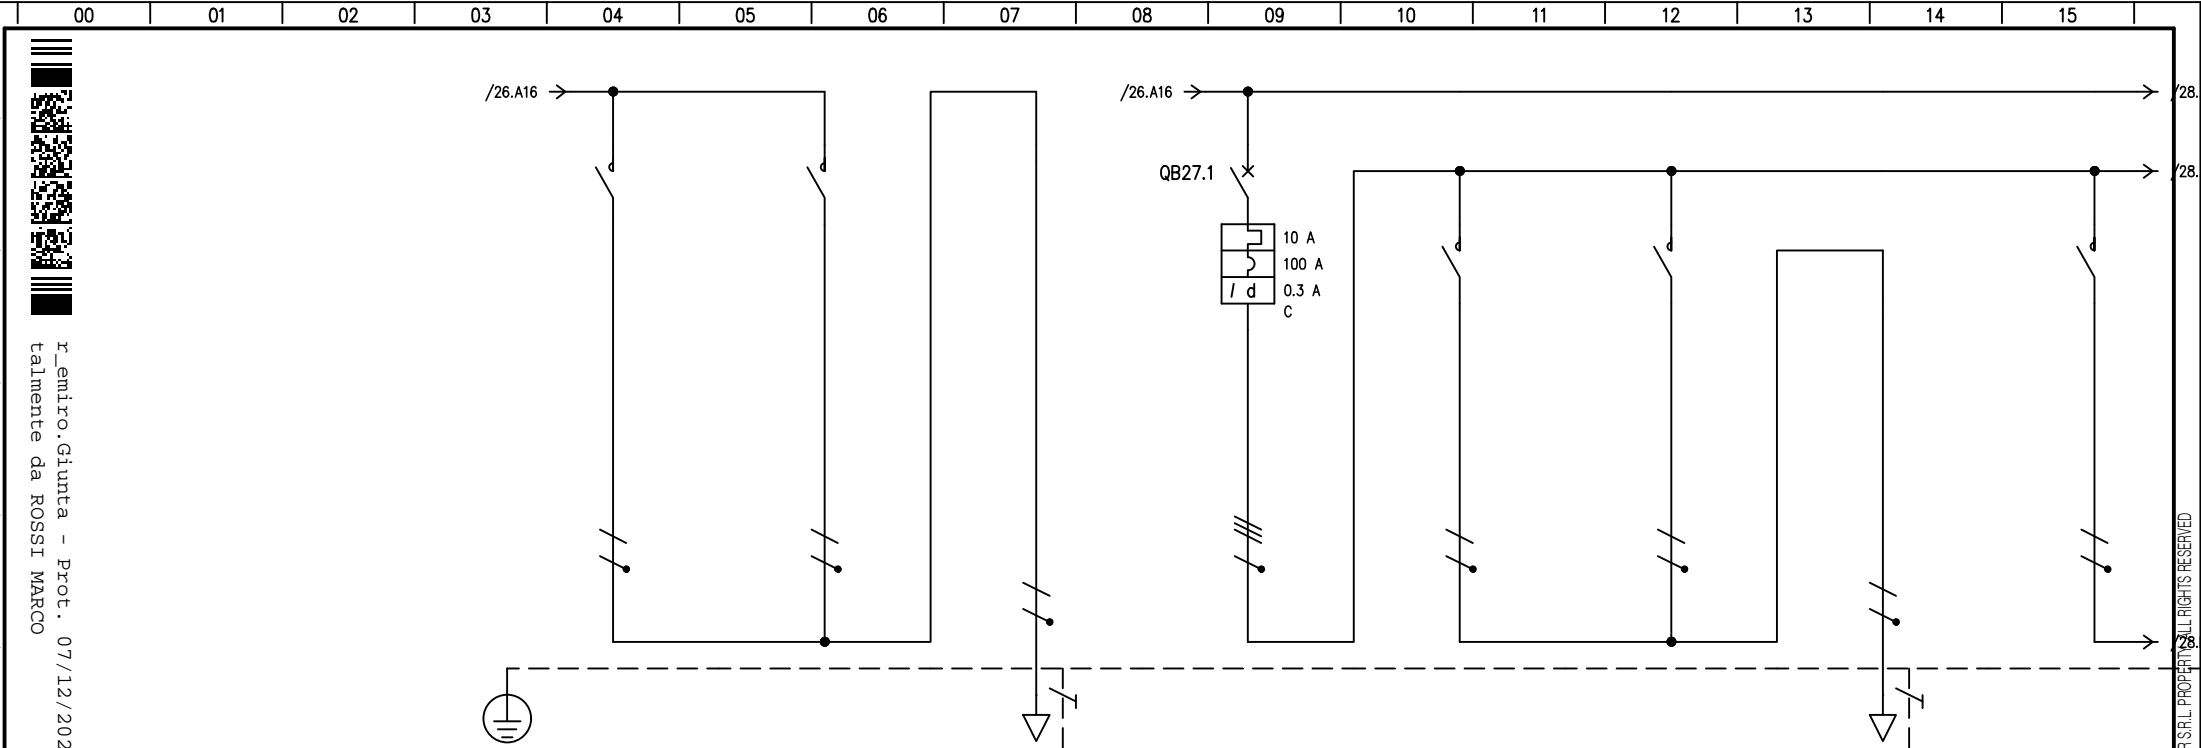 00 01 02 03 04 05 06 07 08 09 10 11 12 13 14 15
/26.A16
/26.A16
/28.
QB27.1
/28.
10 A
100 A
I d
0.3 A
C
/28.
r_emiro.Giunta - Prot. 07/12/202
talmente da ROSSI MARCO
R S.R.L. PROPERTY ALL RIGHTS RESERVED